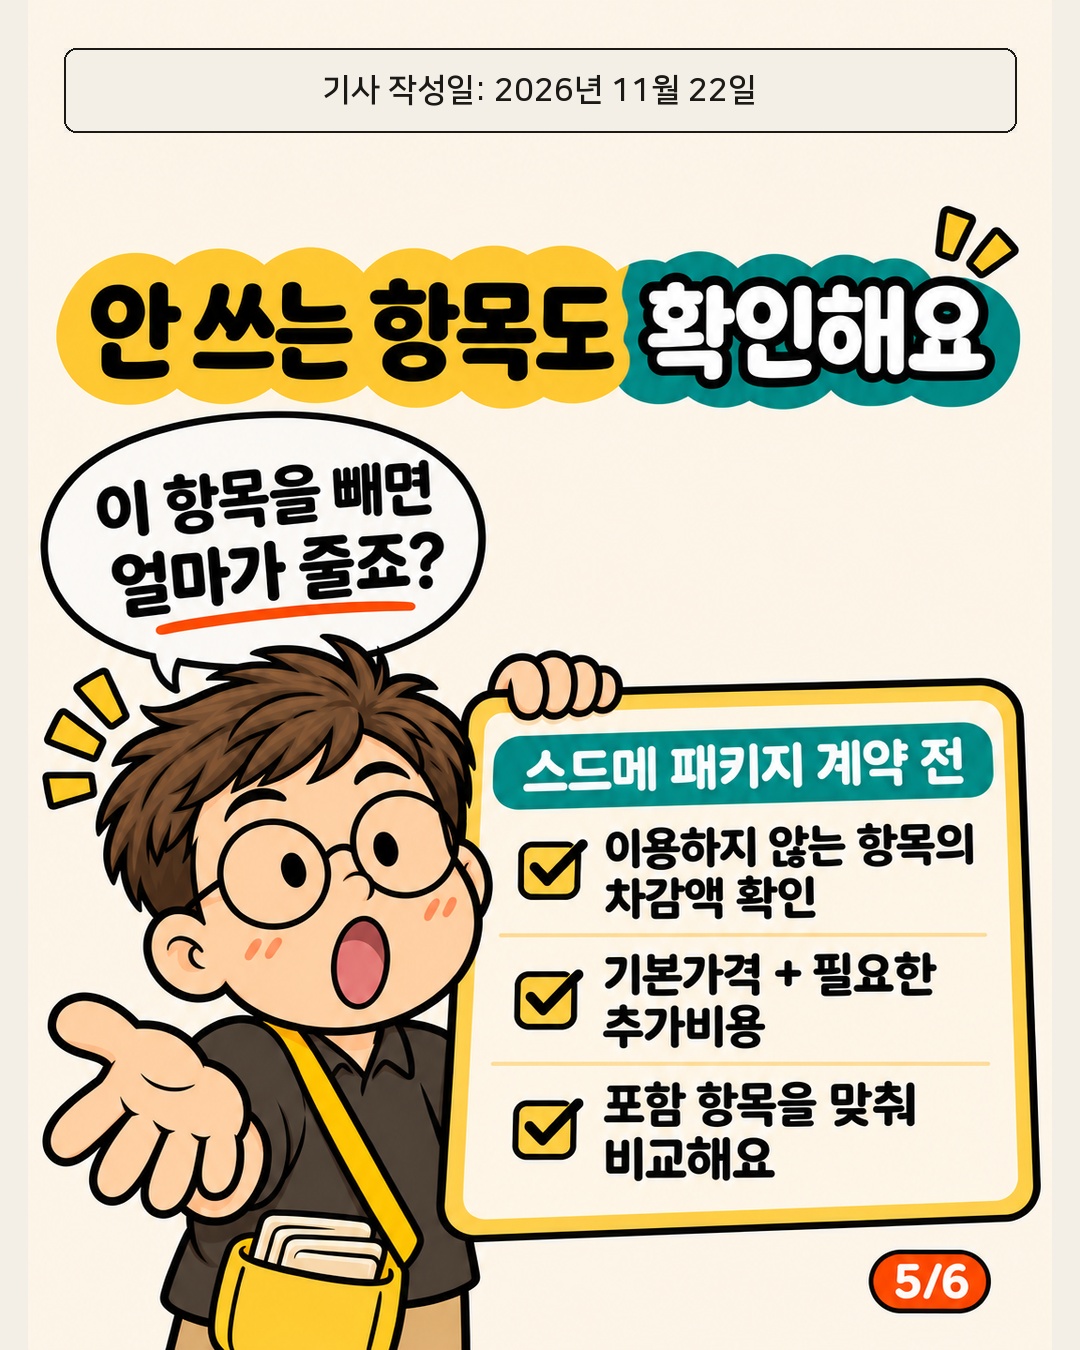 기사 작성일: 2026년 11월 22일
안 쓰는 항목도 확인해요
이 항목을 빼면
얼마가 줄죠?
스드메 패키지 계약 전
이용하지 않는 항목의
차감액 확인
기본가격 + 필요한
추가비용
포함 항목을 맞춰
비교해요
5/6